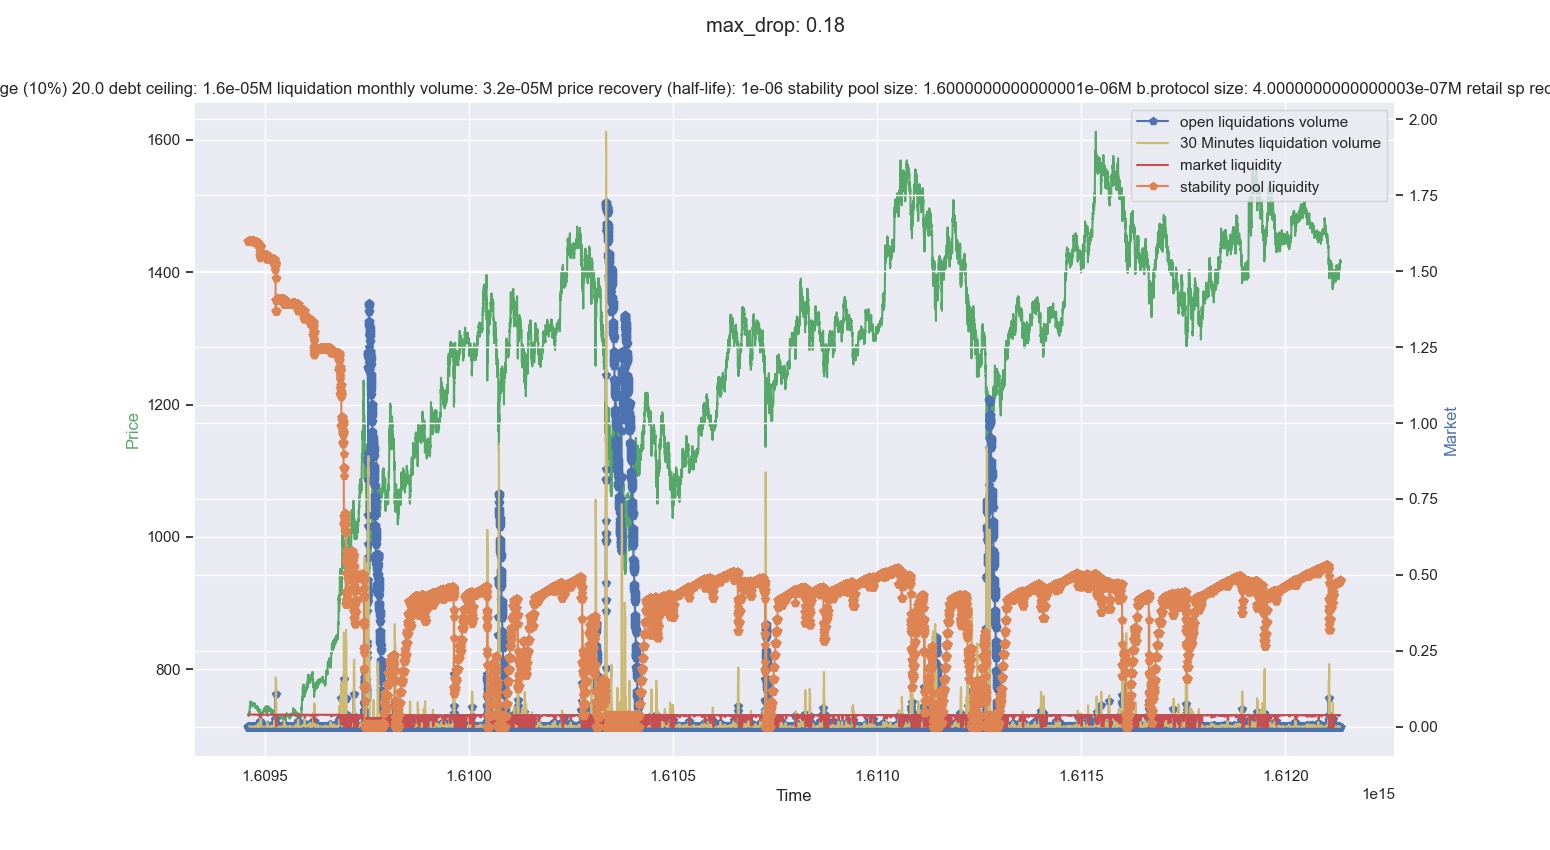 max_drop: 0.18
ge (10%) 20.0 debt ceiling: 1.6e-05M liquidation monthly volume: 3.2e-05M price recovery (half-life): 1e-06 stability pool size: 1.6000000000000001e-06M b.protocol size: 4.0000000000000003e-07M retail sp rec
open liquidations volume
30 Minutes liquidation volume
market liquidity
stability pool liquidity
1600
1400
1200
1000
800
Price
2.00
1.75
1.50
1.25
1.00
0.75
0.50
0.25
0.00
Market
1.6095 1.6100 1.6105 1.6110 1.6115 1.6120
Time
1e15